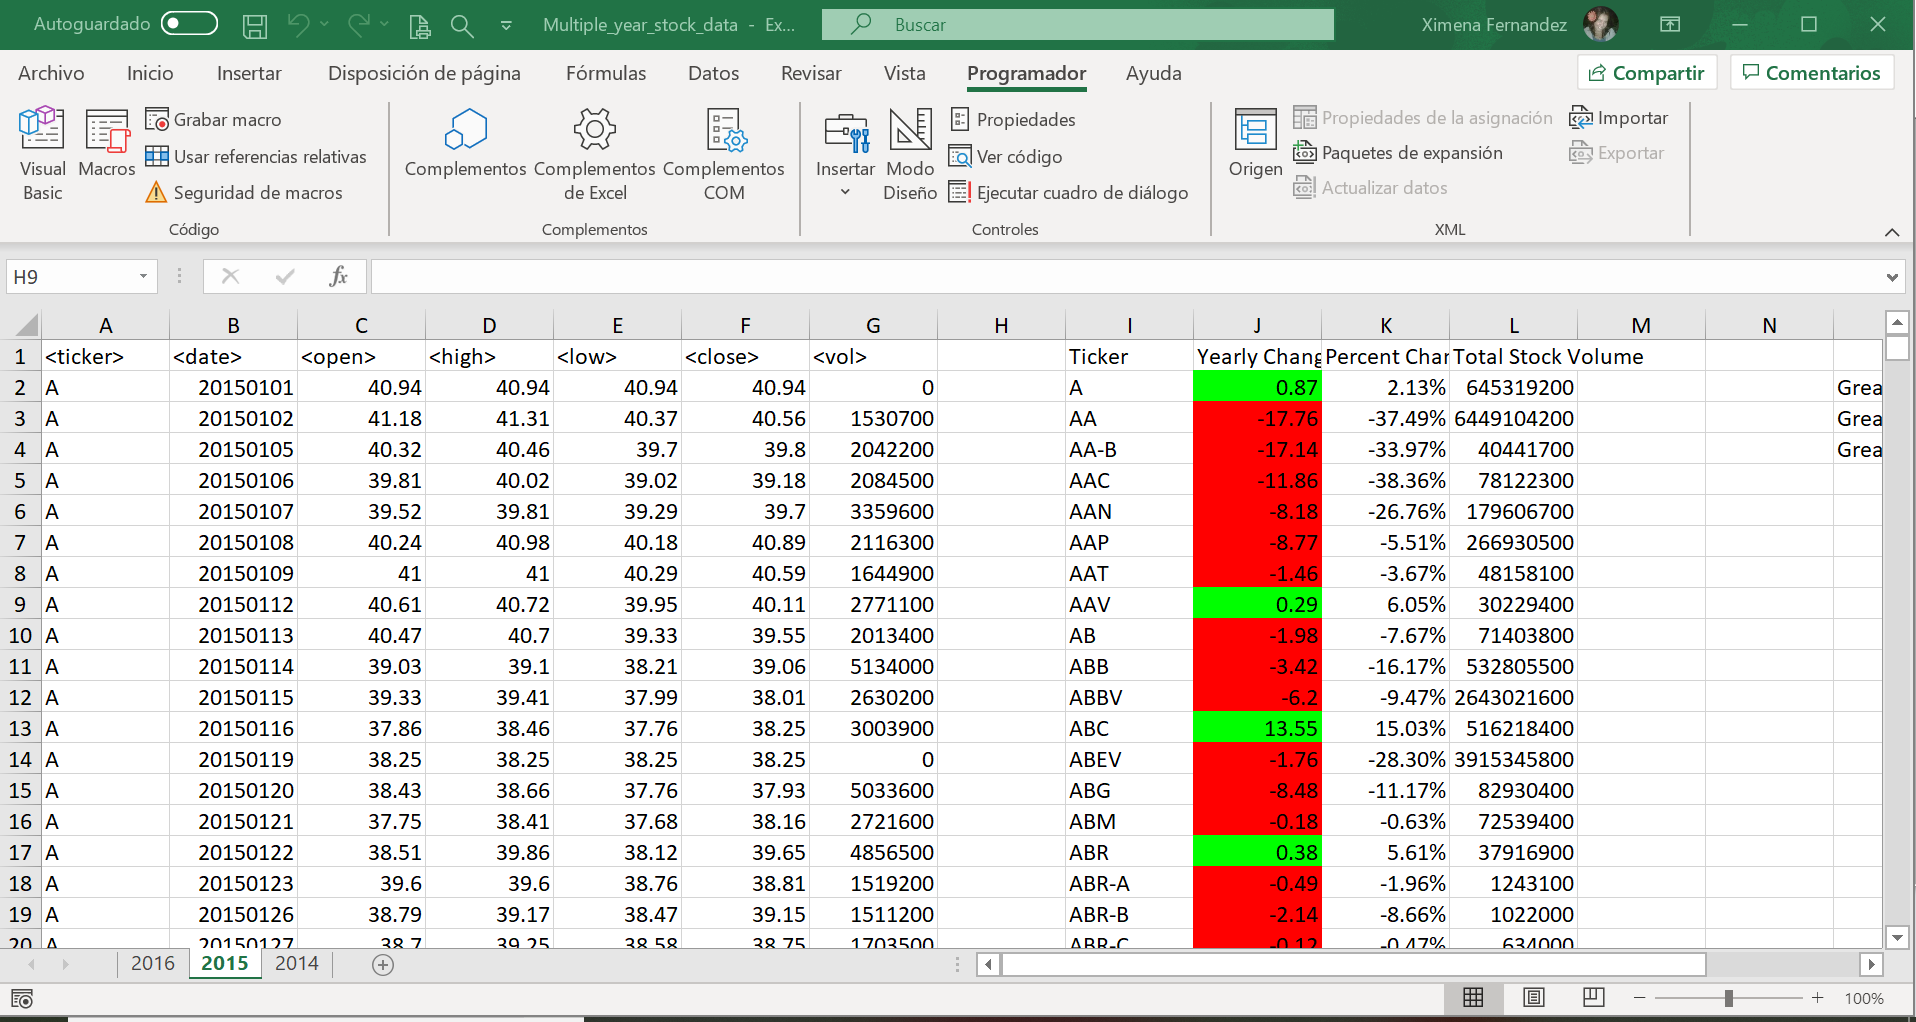 Autoguardado Multiple_year_stock_data - Ex... Buscar Ximena Fernandez
Archivo Inicio Insertar Disposición de página Fórmulas Datos Revisar Vista Programador Ayuda Compartir Comentarios
Visual Basic
Macros
Grabar macro
Usar referencias relativas
Seguridad de macros
Código
Complementos
Complementos de Excel
Complementos COM
Complementos
Insertar
Modo Diseño
Propiedades
Ver código
Ejecutar cuadro de diálogo
Controles
Origen
Propiedades de la asignación
Paquetes de expansión
Actualizar datos
Importar
Exportar
XML
H9 fx
A B C D E F G H I J K L M N
1 <ticker> <date> <open> <high> <low> <close> <vol> Ticker Yearly Chang Percent Char Total Stock Volume
2 A 20150101 40.94 40.94 40.94 40.94 0 A 0.87 2.13% 645319200 Grea
3 A 20150102 41.18 41.31 40.37 40.56 1530700 AA -17.76 -37.49% 6449104200 Grea
4 A 20150105 40.32 40.46 39.7 39.8 2042200 AA-B -17.14 -33.97% 40441700 Grea
5 A 20150106 39.81 40.02 39.02 39.18 2084500 AAC -11.86 -38.36% 78122300
6 A 20150107 39.52 39.81 39.29 39.7 3359600 AAN -8.18 -26.76% 179606700
7 A 20150108 40.24 40.98 40.18 40.89 2116300 AAP -8.77 -5.51% 266930500
8 A 20150109 41 41 40.29 40.59 1644900 AAT -1.46 -3.67% 48158100
9 A 20150112 40.61 40.72 39.95 40.11 2771100 AAV 0.29 6.05% 30229400
10 A 20150113 40.47 40.7 39.33 39.55 2013400 AB -1.98 -7.67% 71403800
11 A 20150114 39.03 39.1 38.21 39.06 5134000 ABB -3.42 -16.17% 532805500
12 A 20150115 39.33 39.41 37.99 38.01 2630200 ABBV -6.2 -9.47% 2643021600
13 A 20150116 37.86 38.46 37.76 38.25 3003900 ABC 13.55 15.03% 516218400
14 A 20150119 38.25 38.25 38.25 38.25 0 ABEV -1.76 -28.30% 3915345800
15 A 20150120 38.43 38.66 37.76 37.93 5033600 ABG -8.48 -11.17% 82930400
16 A 20150121 37.75 38.41 37.68 38.16 2721600 ABM -0.18 -0.63% 72539400
17 A 20150122 38.51 39.86 38.12 39.65 4856500 ABR 0.38 5.61% 37916900
18 A 20150123 39.6 39.6 38.76 38.81 1519200 ABR-A -0.49 -1.96% 1243100
19 A 20150126 38.79 39.17 38.47 39.15 1511200 ABR-B -2.14 -8.66% 1022000
20 A 20150127 38.7 39.25 38.58 38.75 1703500 ABR-C -0.12 -0.47% 634000
2016 2015 2014
100%